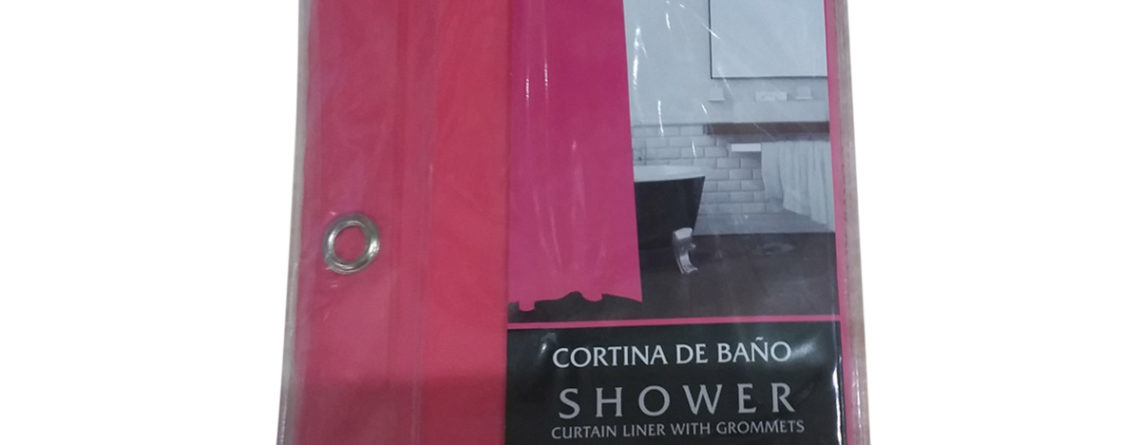 CORTINA DE BAÑO
SHOWER
CURTAIN LINER WITH GROMMETS